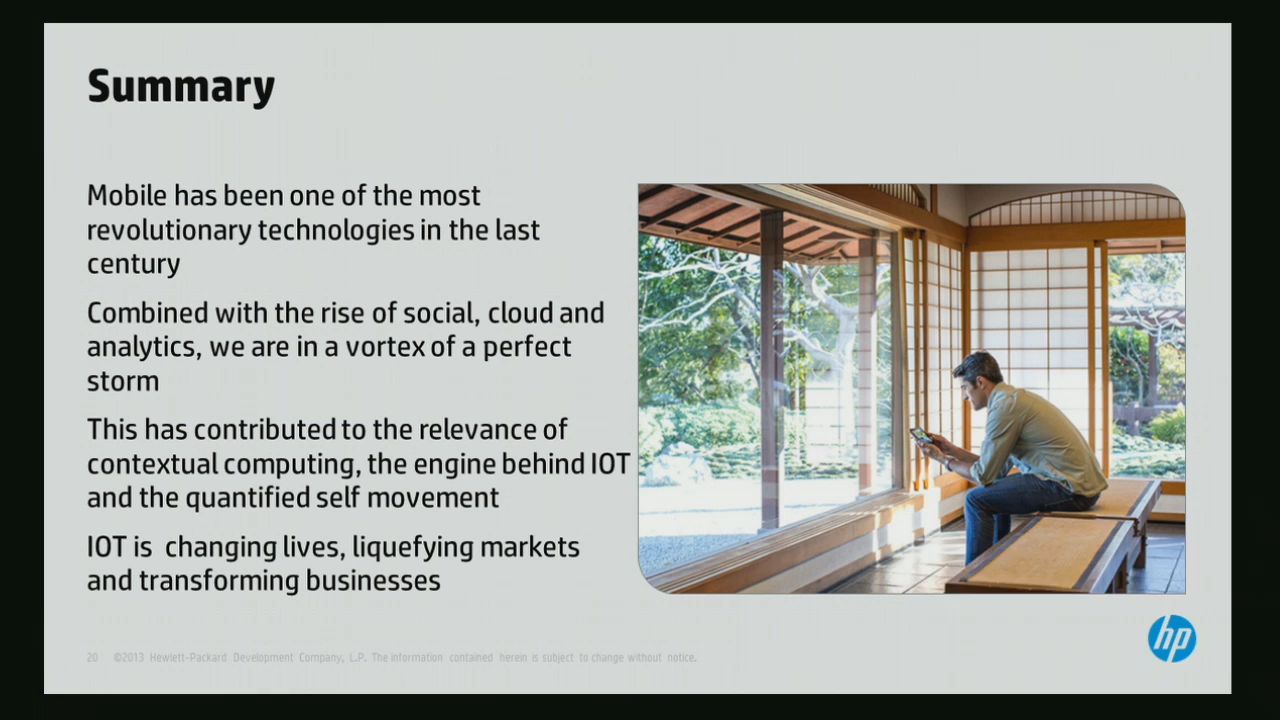 Summary
Mobile has been one of the most
revolutionary technologies in the last
century
Combined with the rise of social, cloud and
analytics, we are in a vortex of a perfect
storm
This has contributed to the relevance of
contextual computing, the engine behind IOT
and the quantified self movement
IOT is changing lives, liquefying markets
and transforming businesses
hp
20 ©2013 Hewlett-Packard Development Company, L.P. The information contained herein is subject to change without notice.